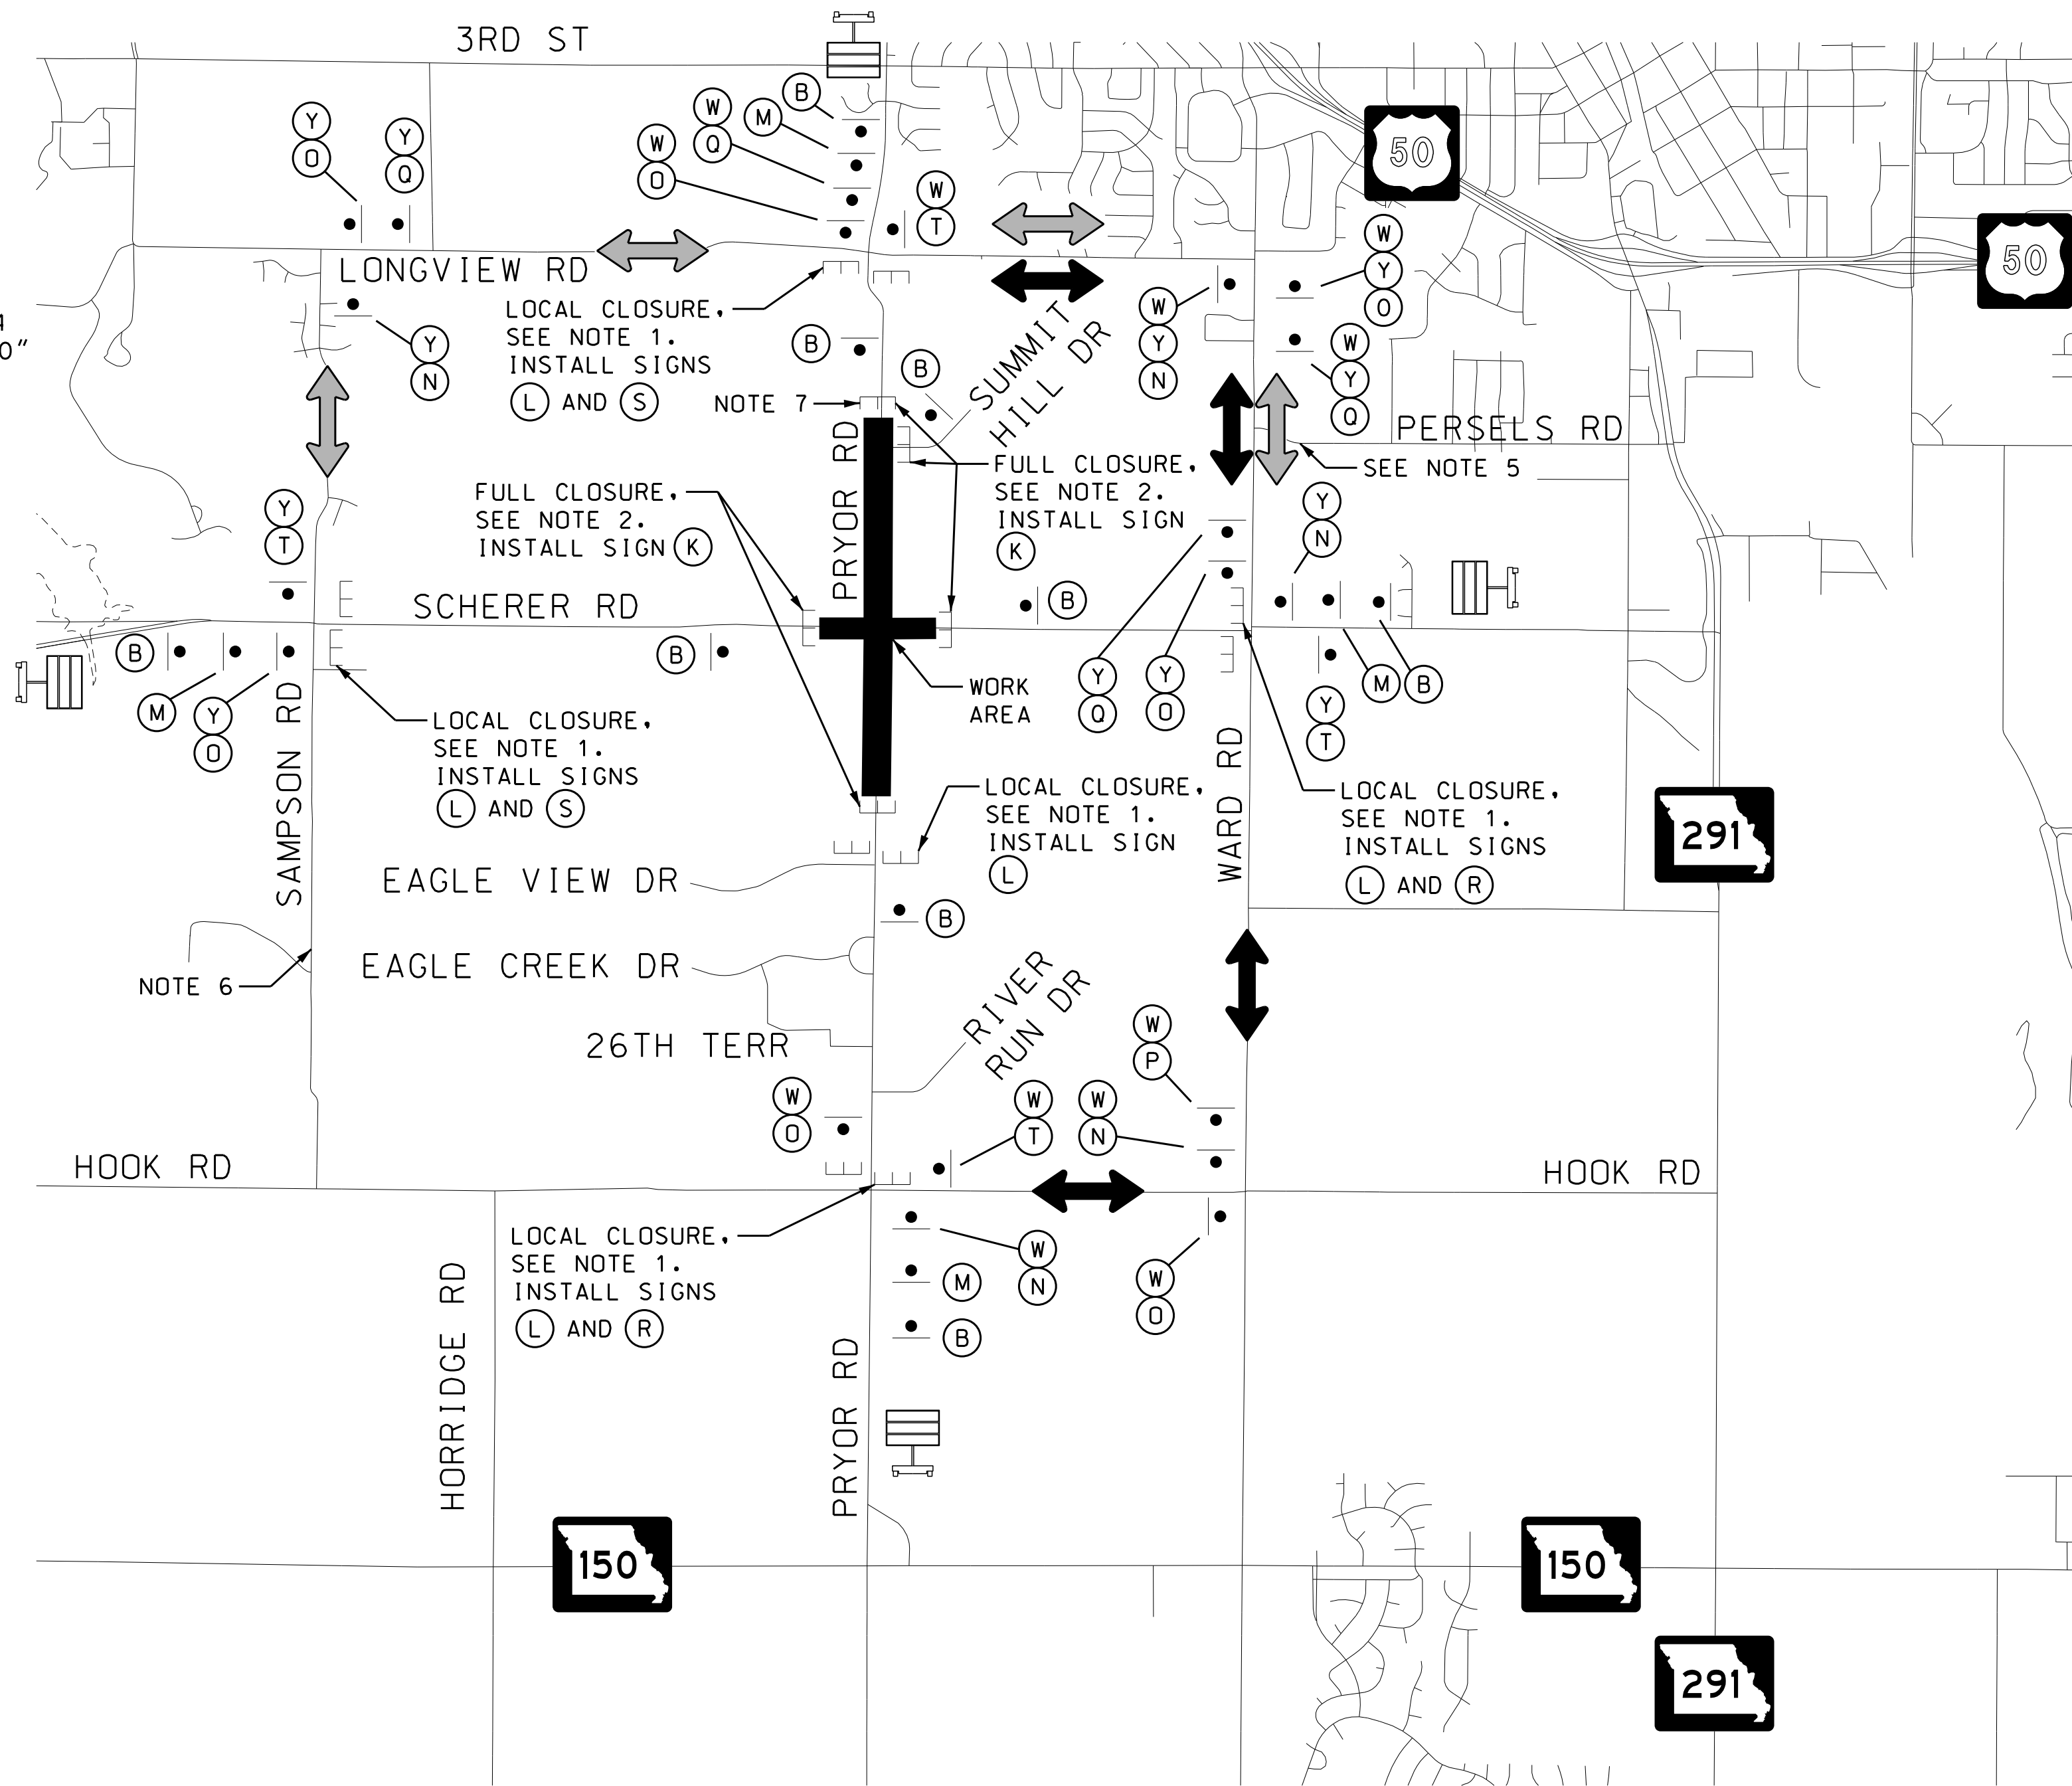 3RD ST
B
W
Q
M
W
O
Y
O
Y
Q
W
T
50
50
W
Y
O
LONGVIEW RD
4
0"
LOCAL CLOSURE,
SEE NOTE 1.
INSTALL SIGNS
L AND S
Y
N
B
B
SUMMIT
HILL DR
W
Y
N
W
Y
Q
NOTE 7
PRYOR RD
PERSELS RD
SEE NOTE 5
FULL CLOSURE,
SEE NOTE 2.
INSTALL SIGN K
FULL CLOSURE,
SEE NOTE 2.
INSTALL SIGN
K
Y
N
Y
T
SCHERER RD
B
B
B
M
Y
O
SAMPSON RD
LOCAL CLOSURE,
SEE NOTE 1.
INSTALL SIGNS
L AND S
WORK
AREA
Y
Q
Y
O
M
B
Y
T
WARD RD
LOCAL CLOSURE,
SEE NOTE 1.
INSTALL SIGN
L
LOCAL CLOSURE,
SEE NOTE 1.
INSTALL SIGNS
L AND R
291
EAGLE VIEW DR
B
EAGLE CREEK DR
NOTE 6
RIVER
RUN DR
26TH TERR
W
P
W
O
W
T
W
N
HOOK RD
HOOK RD
LOCAL CLOSURE,
SEE NOTE 1.
INSTALL SIGNS
L AND R
W
N
M
B
W
O
HORRIDGE RD
PRYOR RD
150
150
291